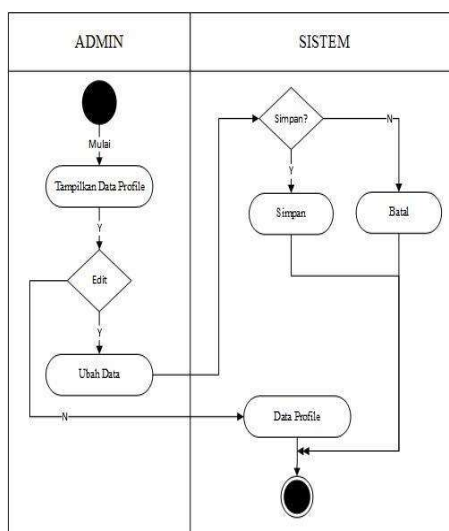 ADMIN
SISTEM
Mulai
Tampilkan Data Profile
Y
Edit
Y
Ubah Data
N
Simpan?
N
Y
Simpan
Batal
Data Profile